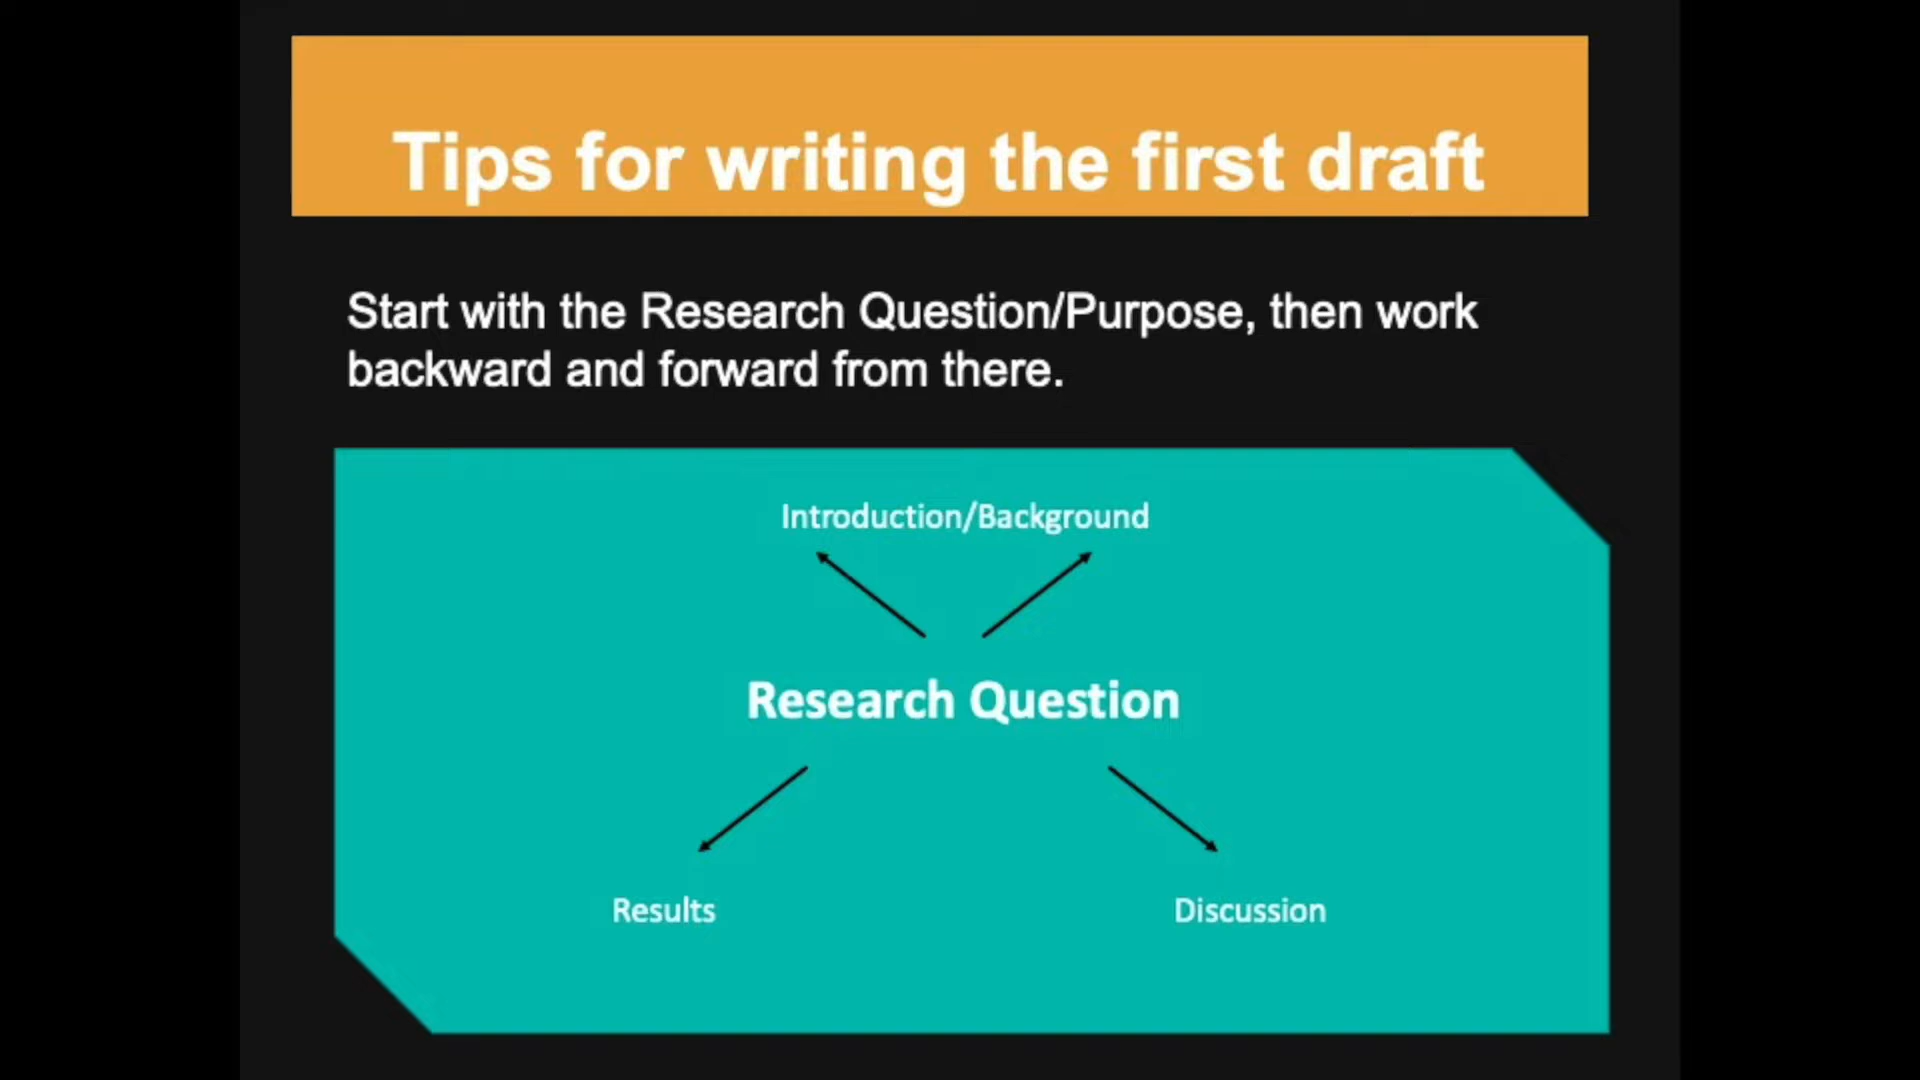 Tips for writing the first draft
Start with the Research Question/Purpose, then work
backward and forward from there.
Introduction/Background
Research Question
Results
Discussion